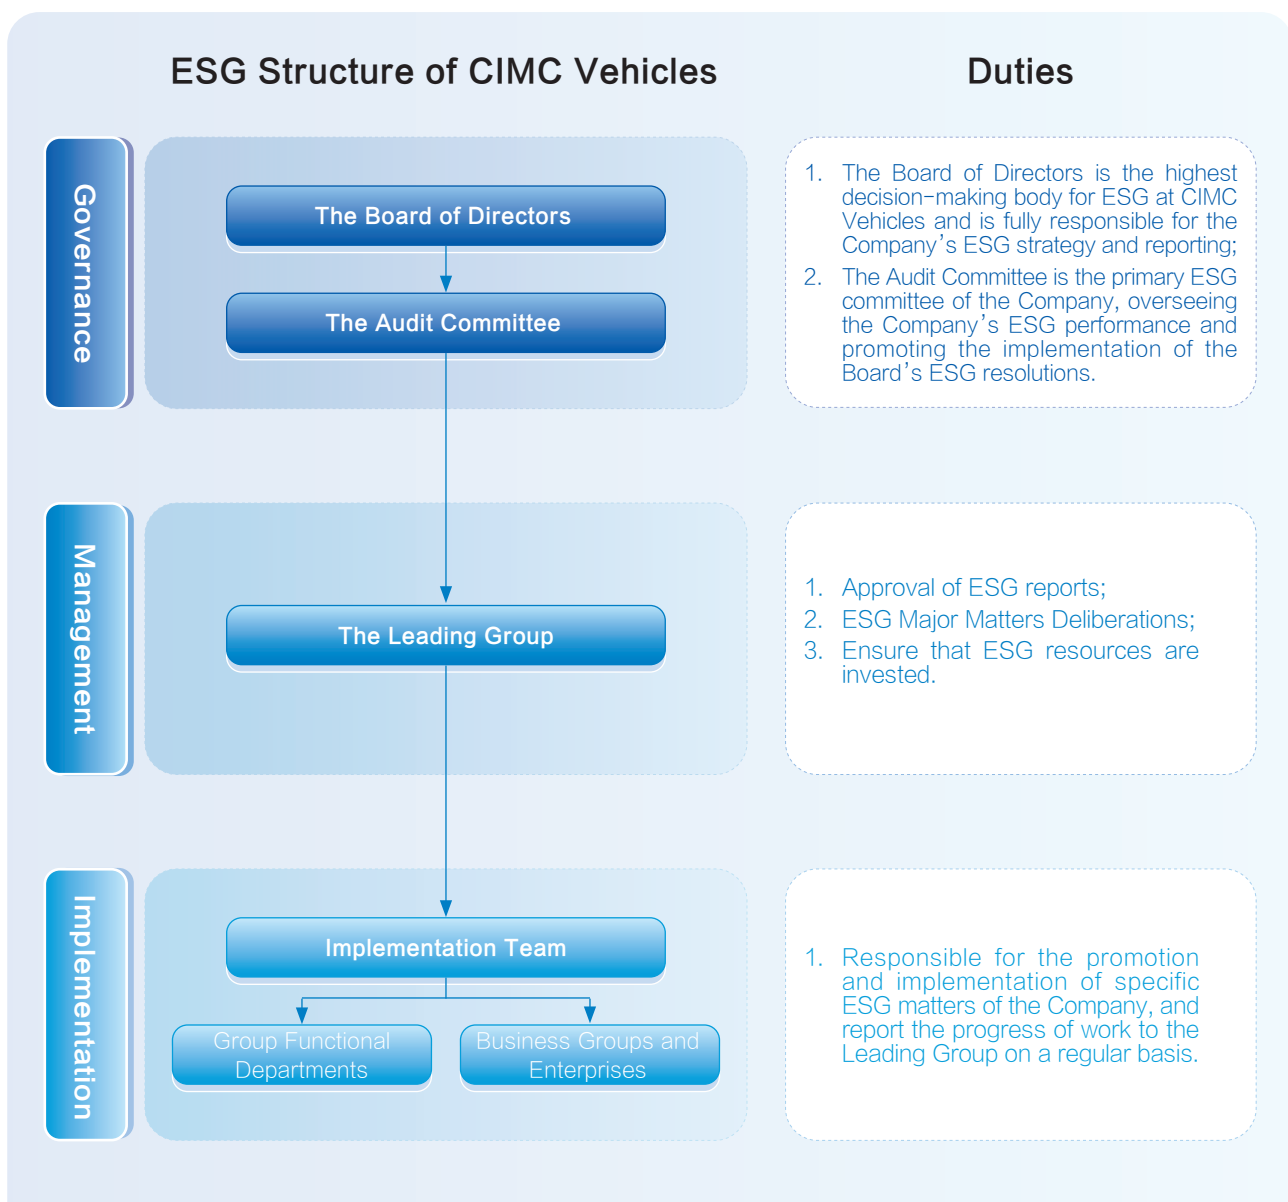 ESG Structure of CIMC Vehicles
Duties
Governance
The Board of Directors
The Audit Committee
1. The Board of Directors is the highest
decision-making body for ESG at CIMC
Vehicles and is fully responsible for the
Company’s ESG strategy and reporting;
2. The Audit Committee is the primary ESG
committee of the Company, overseeing
the Company’s ESG performance and
promoting the implementation of the
Board’s ESG resolutions.
Management
The Leading Group
1. Approval of ESG reports;
2. ESG Major Matters Deliberations;
3. Ensure that ESG resources are
invested.
Implementation
Implementation Team
Group Functional
Departments
Business Groups and
Enterprises
1. Responsible for the promotion
and implementation of specific
ESG matters of the Company, and
report the progress of work to the
Leading Group on a regular basis.